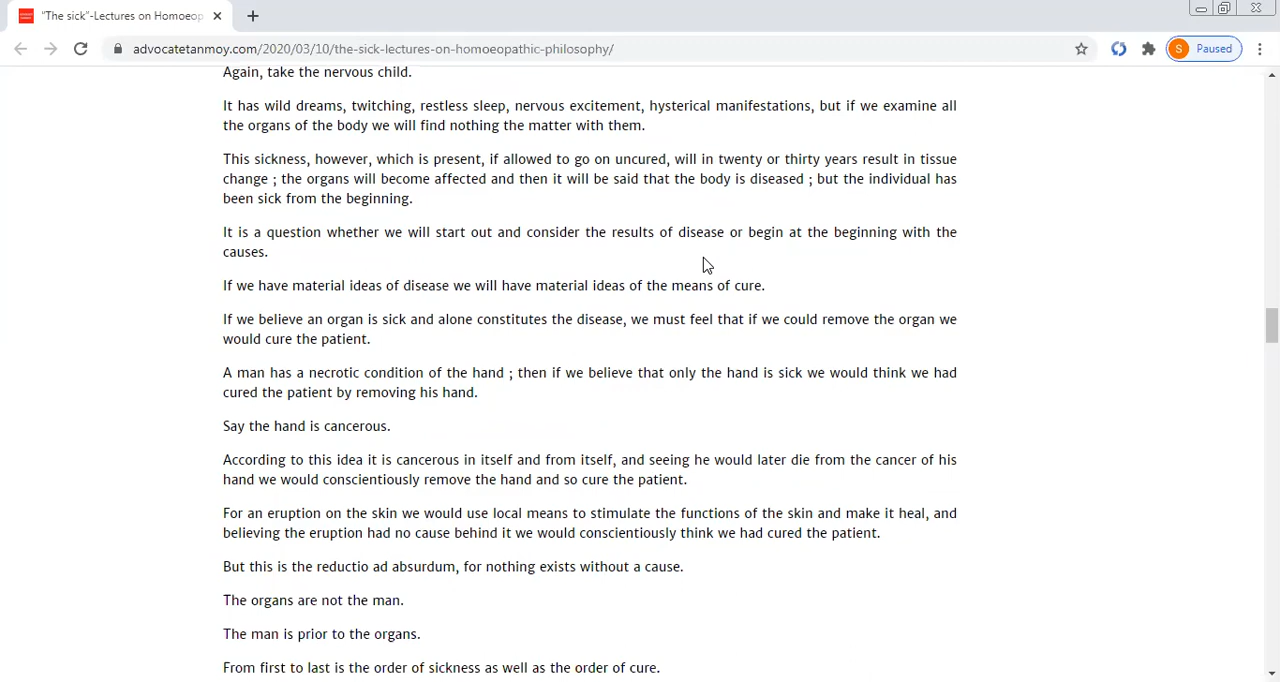 "The sick"-Lectures on Homoeop
advocatetanmoy.com/2020/03/10/the-sick-lectures-on-homoeopathic-philosophy/
S Paused
Again, take the nervous child.
It has wild dreams, twitching, restless sleep, nervous excitement, hysterical manifestations, but if we examine all
the organs of the body we will find nothing the matter with them.
This sickness, however, which is present, if allowed to go on uncured, will in twenty or thirty years result in tissue
change ; the organs will become affected and then it will be said that the body is diseased ; but the individual has
been sick from the beginning.
It is a question whether we will start out and consider the results of disease or begin at the beginning with the
causes.
If we have material ideas of disease we will have material ideas of the means of cure.
If we believe an organ is sick and alone constitutes the disease, we must feel that if we could remove the organ we
would cure the patient.
A man has a necrotic condition of the hand ; then if we believe that only the hand is sick we would think we had
cured the patient by removing his hand.
Say the hand is cancerous.
According to this idea it is cancerous in itself and from itself, and seeing he would later die from the cancer of his
hand we would conscientiously remove the hand and so cure the patient.
For an eruption on the skin we would use local means to stimulate the functions of the skin and make it heal, and
believing the eruption had no cause behind it we would conscientiously think we had cured the patient.
But this is the reductio ad absurdum, for nothing exists without a cause.
The organs are not the man.
The man is prior to the organs.
From first to last is the order of sickness as well as the order of cure.